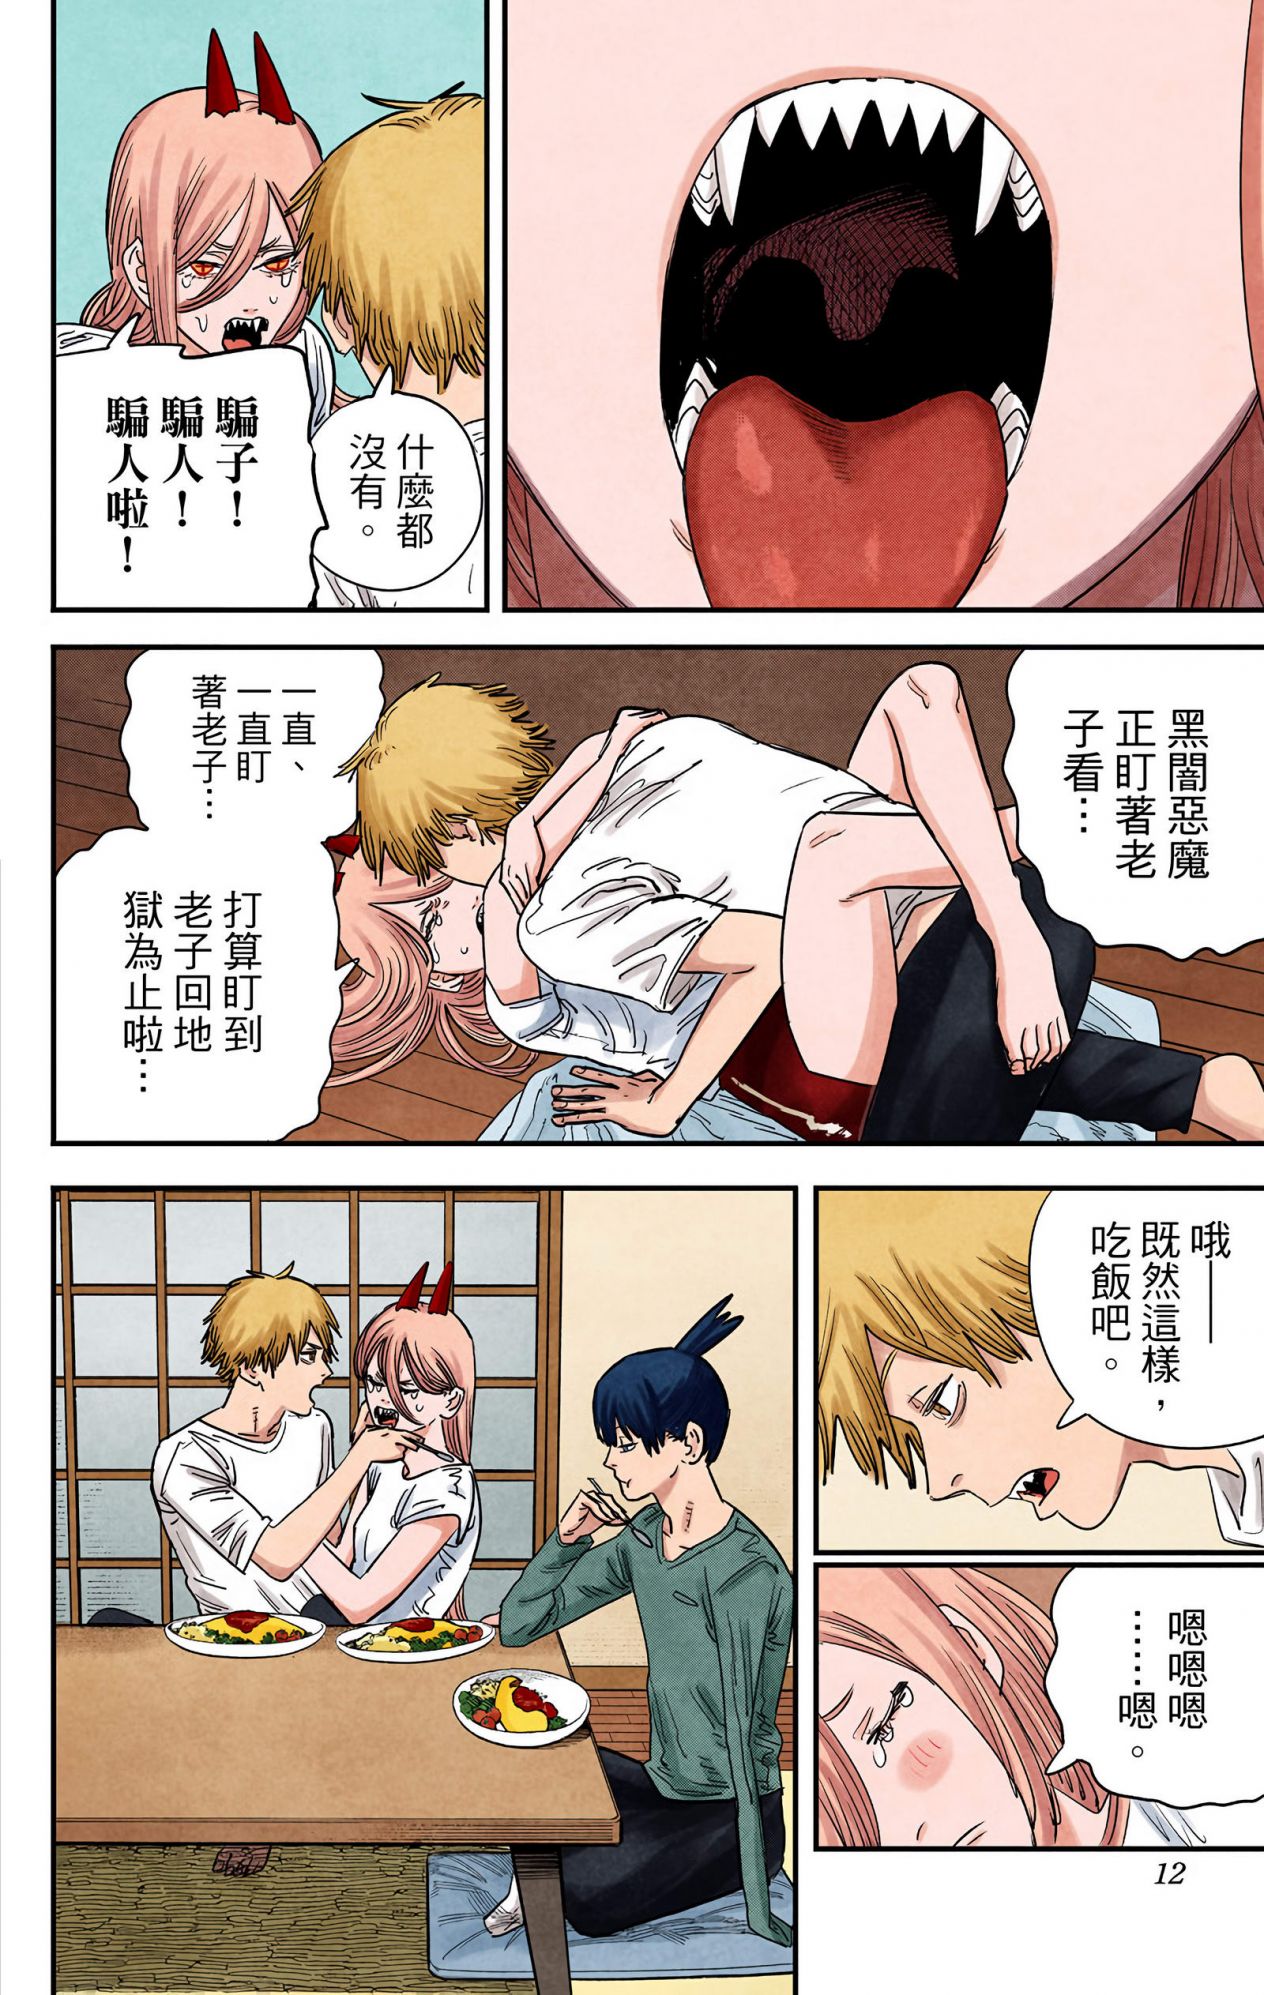 什麼都
沒有。
騙子！
騙人！
騙人啦！
黑闇惡魔
正盯著老
子看…
一直、
一直盯
著老子…
打算盯到
老子回地
獄為止啦…
哦——
既然這樣，
吃飯吧。
嗯嗯嗯
……嗯。
12